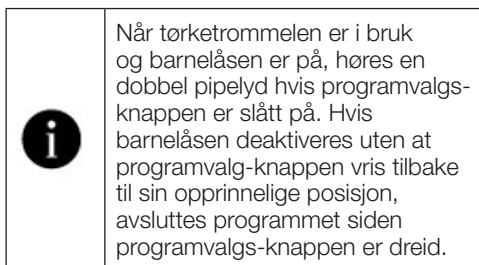 Når tørketrommelen er i bruk
og barnelåsen er på, høres en
dobbel pipelyd hvis programvalgs-
knappen er slått på. Hvis
barnelåsen deaktiveres uten at
programvalg-knappen vris tilbake
til sin opprinnelige posisjon,
avsluttes programmet siden
programvalgs-knappen er dreid.